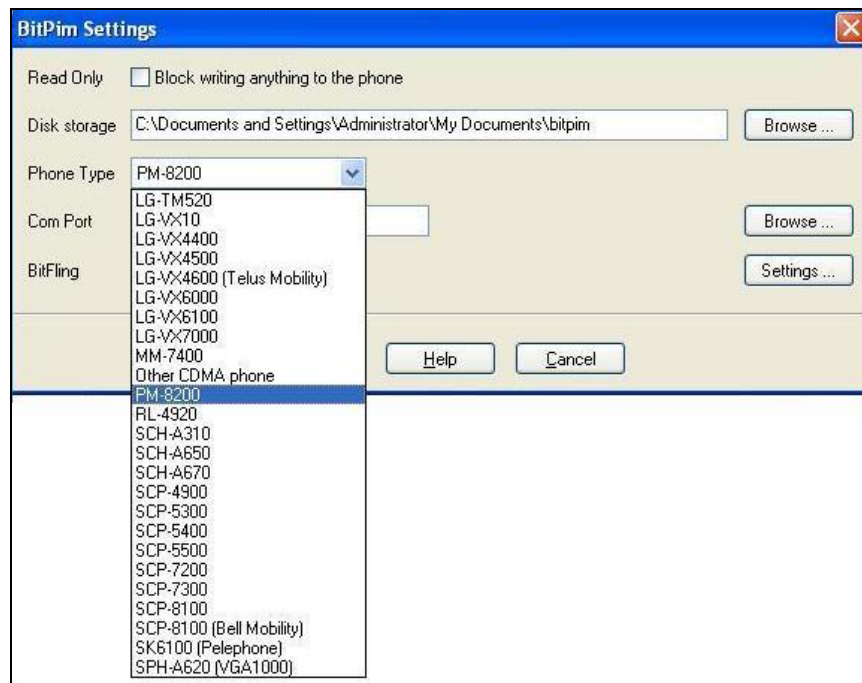 BitPim Settings
Read Only Block writing anything to the phone
Disk storage C:\Documents and Settings\Administrator\My Documents\bitpim Browse ...
Phone Type PM-8200
Com Port Browse ...
BitFling Settings ...
Help Cancel
LG-TM520
LG-VX10
LG-VX4400
LG-VX4500
LG-VX4600 (Telus Mobility)
LG-VX6000
LG-VX6100
LG-VX7000
MM-7400
Other CDMA phone
PM-8200
RL-4920
SCH-A310
SCH-A650
SCH-A670
SCP-4900
SCP-5300
SCP-5400
SCP-5500
SCP-7200
SCP-7300
SCP-8100
SCP-8100 (Bell Mobility)
SK6100 (Pelephone)
SPH-A620 (VGA1000)